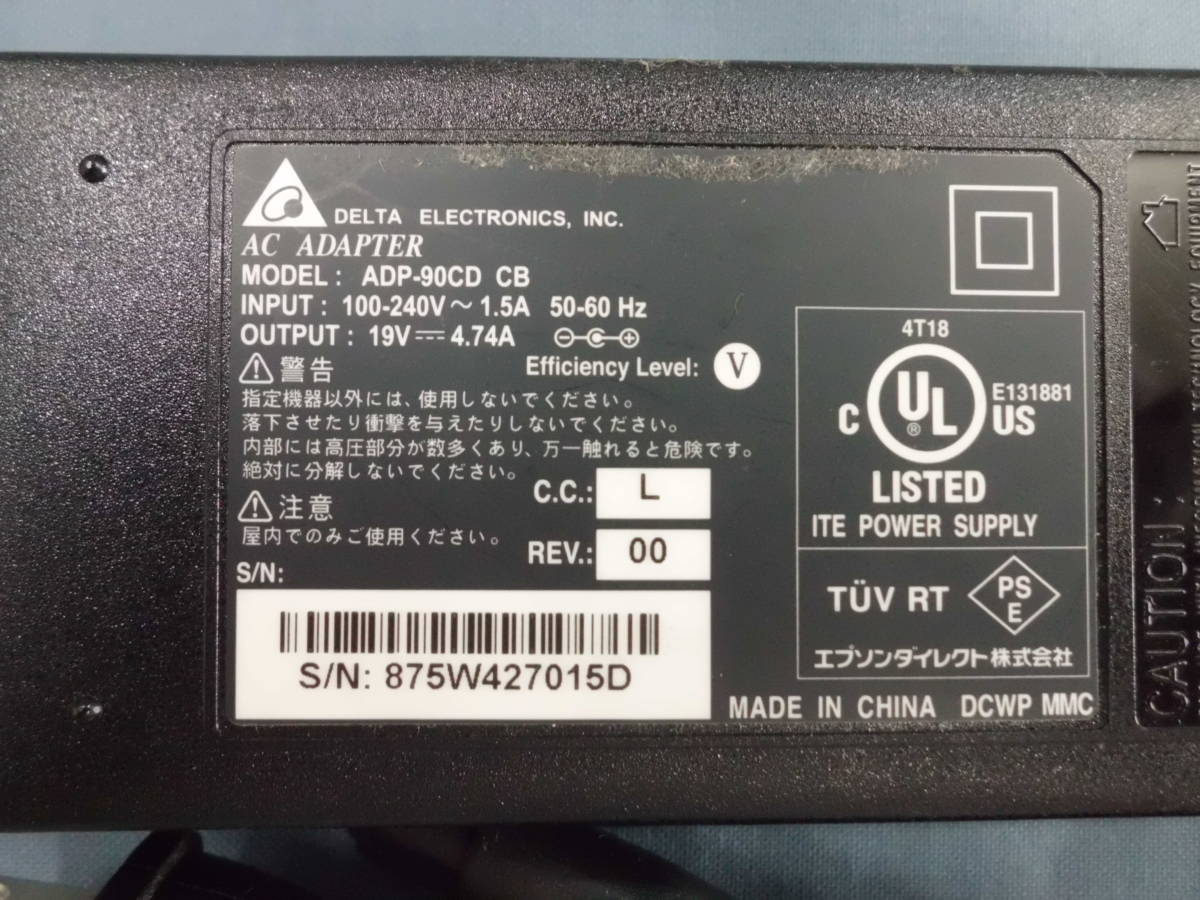 DELTA ELECTRONICS, INC.
AC ADAPTER
MODEL : ADP-90CD CB
INPUT : 100-240V～1.5A 50-60 Hz
OUTPUT : 19V⎓4.74A
Efficiency Level: V
⚠警告
指定機器以外には、使用しないでください。
落下させたり衝撃を与えたりしないでください。
内部には高圧部分が数多くあり、万一触れると危険です。
絶対に分解しないでください。
⚠注意
屋内でのみご使用ください。
C.C.: L
REV.: 00
S/N:
S/N: 875W427015D
4T18
C UL® US
E131881
LISTED
ITE POWER SUPPLY
TÜV RT
PS
E
エプソンダイレクト株式会社
MADE IN CHINA DCWP MMC
CAUTION :
EQUIPMENT